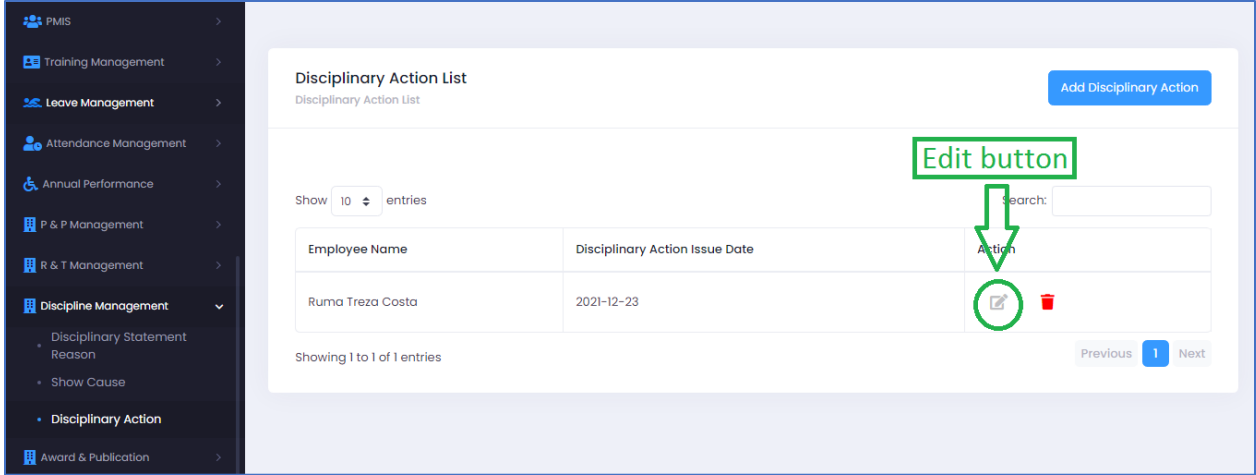 PMIS
Training Management
Leave Management
Attendance Management
Annual Performance
P & P Management
R & T Management
Discipline Management
Disciplinary Statement
Reason
Show Cause
Disciplinary Action
Award & Publication
Disciplinary Action List
Disciplinary Action List
Add Disciplinary Action
Edit button
Show 10 entries
Search:
Employee Name Disciplinary Action Issue Date Action
Ruma Treza Costa 2021-12-23
Showing 1 to 1 of 1 entries
Previous 1 Next